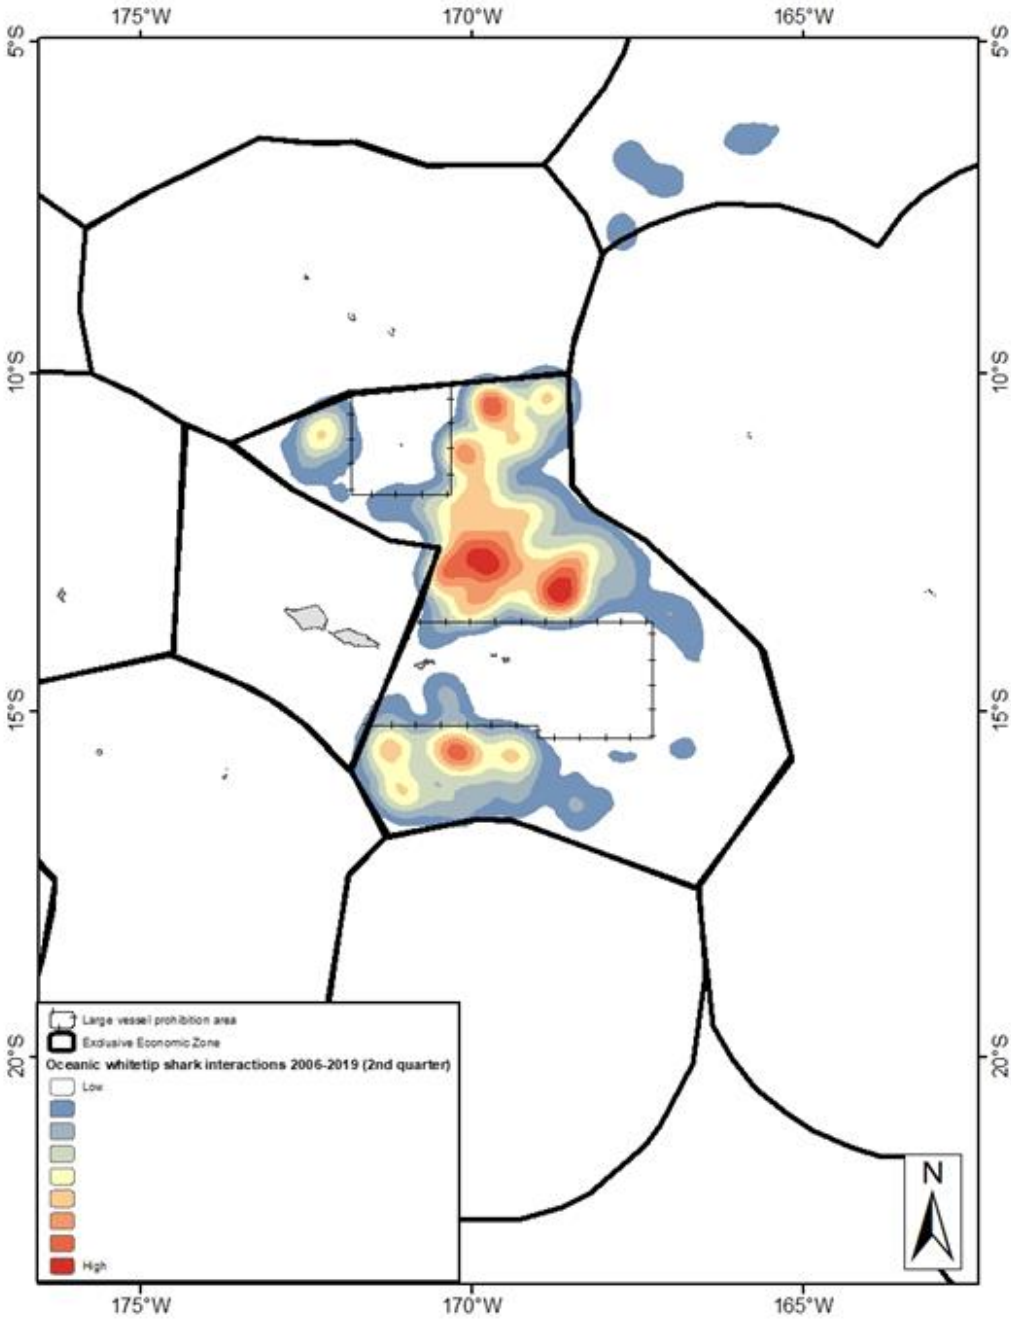 175°W 170°W 165°W
5°S 5°S
10°S 10°S
15°S 15°S
20°S 20°S
Large vessel prohibition area
Exclusive Economic Zone
Oceanic whitetip shark interactions 2006-2019 (2nd quarter)
Low
High
N
175°W 170°W 165°W